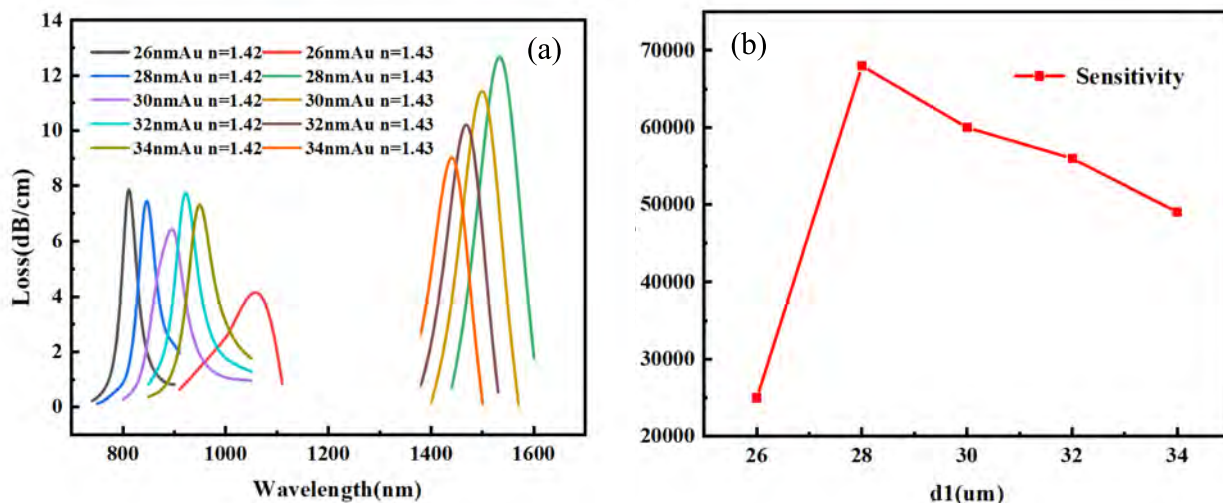 (a)
26nmAu n=1.42 26nmAu n=1.43
28nmAu n=1.42 28nmAu n=1.43
30nmAu n=1.42 30nmAu n=1.43
32nmAu n=1.42 32nmAu n=1.43
34nmAu n=1.42 34nmAu n=1.43
14
12
10
8
6
4
2
0
Loss(dB/cm)
800 1000 1200 1400 1600
Wavelength(nm)
(b)
Sensitivity
70000
60000
50000
40000
30000
20000
26 28 30 32 34
d1(um)